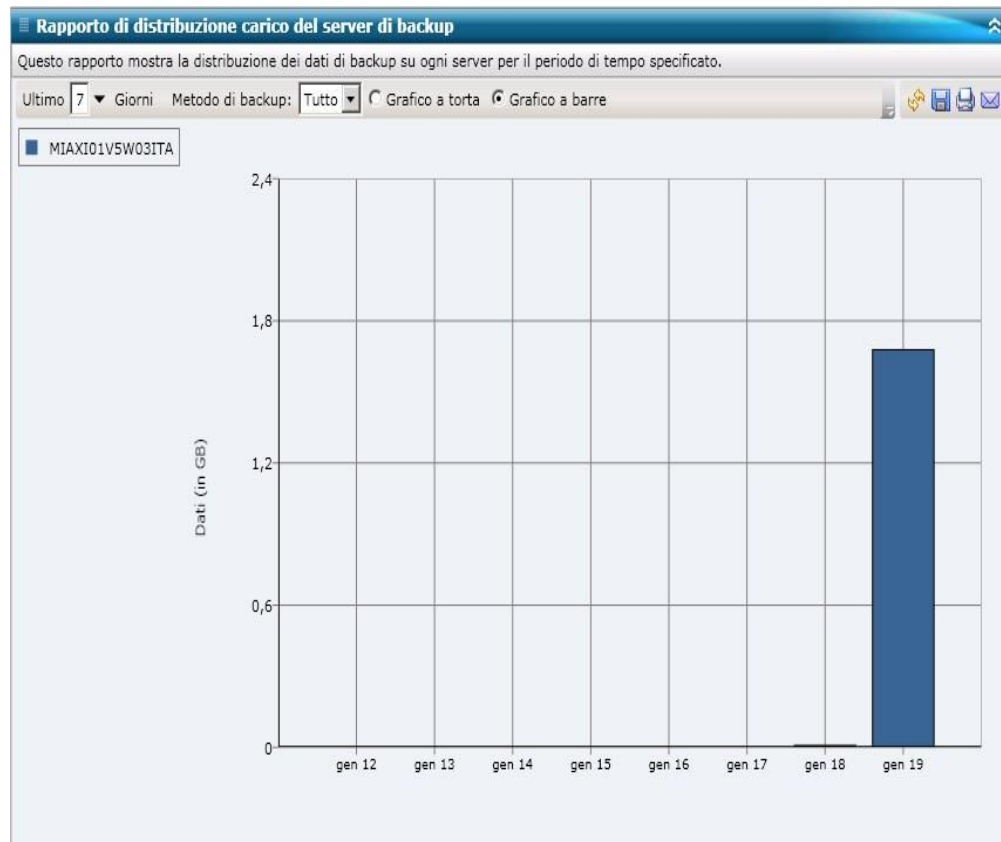 Rapporto di distribuzione carico del server di backup
Questo rapporto mostra la distribuzione dei dati di backup su ogni server per il periodo di tempo specificato.
Ultimo 7 Giorni Metodo di backup: Tutto Grafico a torta Grafico a barre
MIAXI01V5W03ITA
2,4
1,8
1,2
0,6
0
Dati (in GB)
gen 12 gen 13 gen 14 gen 15 gen 16 gen 17 gen 18 gen 19